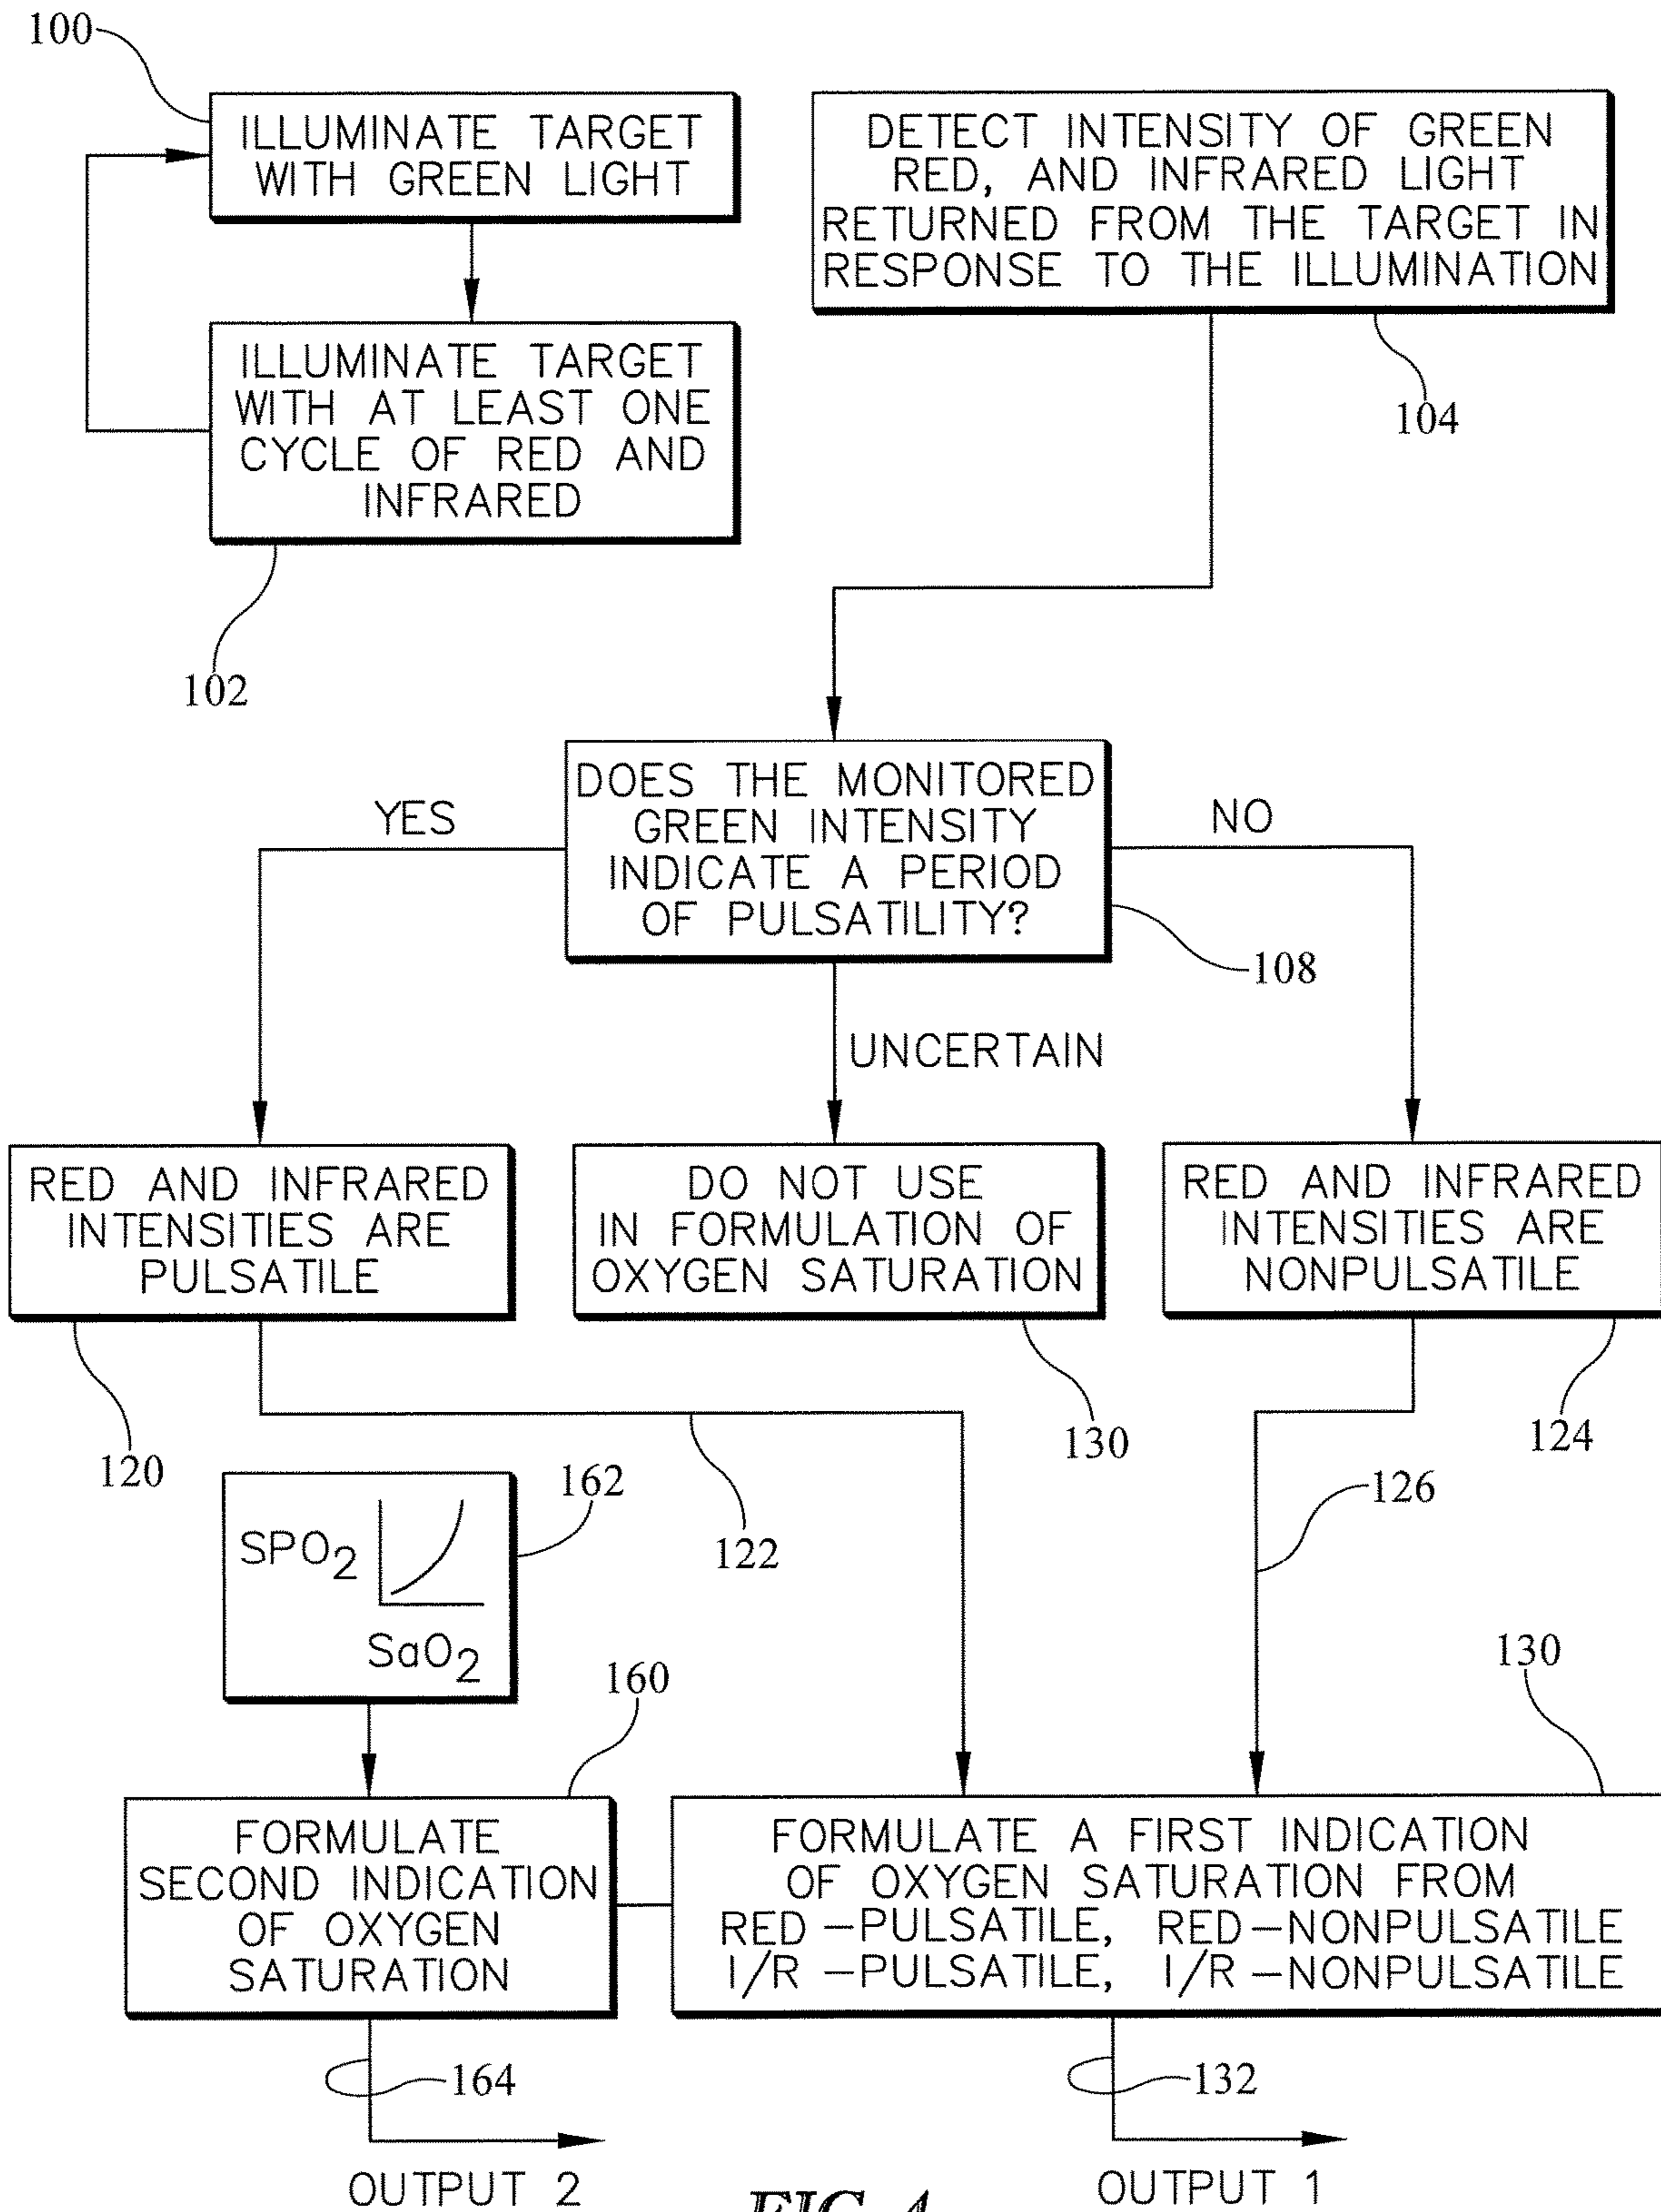 100
ILLUMINATE TARGET
WITH GREEN LIGHT
DETECT INTENSITY OF GREEN
RED, AND INFRARED LIGHT
RETURNED FROM THE TARGET IN
RESPONSE TO THE ILLUMINATION
104
ILLUMINATE TARGET
WITH AT LEAST ONE
CYCLE OF RED AND
INFRARED
102
DOES THE MONITORED
GREEN INTENSITY
INDICATE A PERIOD
OF PULSATILITY?
YES
NO
108
UNCERTAIN
RED AND INFRARED
INTENSITIES ARE
PULSATILE
DO NOT USE
IN FORMULATION OF
OXYGEN SATURATION
RED AND INFRARED
INTENSITIES ARE
NONPULSATILE
120
130
124
122
126
162
SPO2
SaO2
160
130
FORMULATE
SECOND INDICATION
OF OXYGEN
SATURATION
FORMULATE A FIRST INDICATION
OF OXYGEN SATURATION FROM
RED –PULSATILE, RED–NONPULSATILE
I/R –PULSATILE, I/R–NONPULSATILE
164
132
OUTPUT 2
OUTPUT 1
FIG. 4